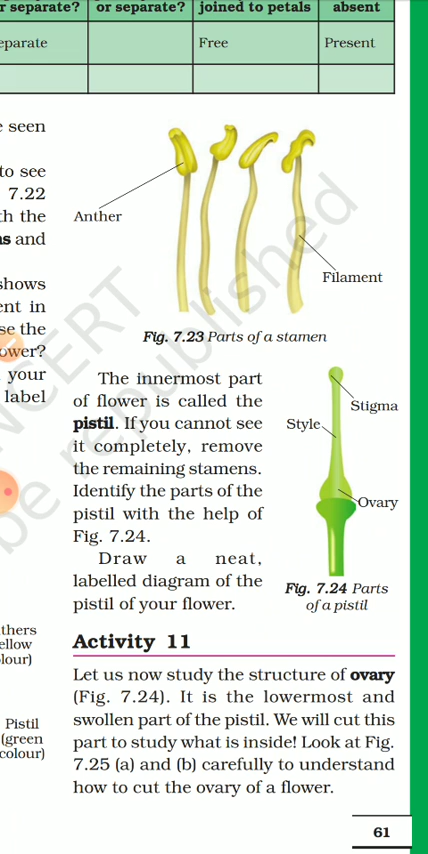 r separate?
or separate?
joined to petals
absent
eparate
Free
Present
e seen
to see
7.22
th the
as and
shows
ent in
se the
ower?
your
label
Anther
Filament
Fig. 7.23 Parts of a stamen
The innermost part
of flower is called the
pistil. If you cannot see
it completely, remove
the remaining stamens.
Identify the parts of the
pistil with the help of
Fig. 7.24.
Draw a neat,
labelled diagram of the
pistil of your flower.
Stigma
Style
Ovary
Fig. 7.24 Parts
of a pistil
thers
ellow
olour)
Pistil
(green
colour)
Activity 11
Let us now study the structure of ovary
(Fig. 7.24). It is the lowermost and
swollen part of the pistil. We will cut this
part to study what is inside! Look at Fig.
7.25 (a) and (b) carefully to understand
how to cut the ovary of a flower.
61
NCERT
be republished